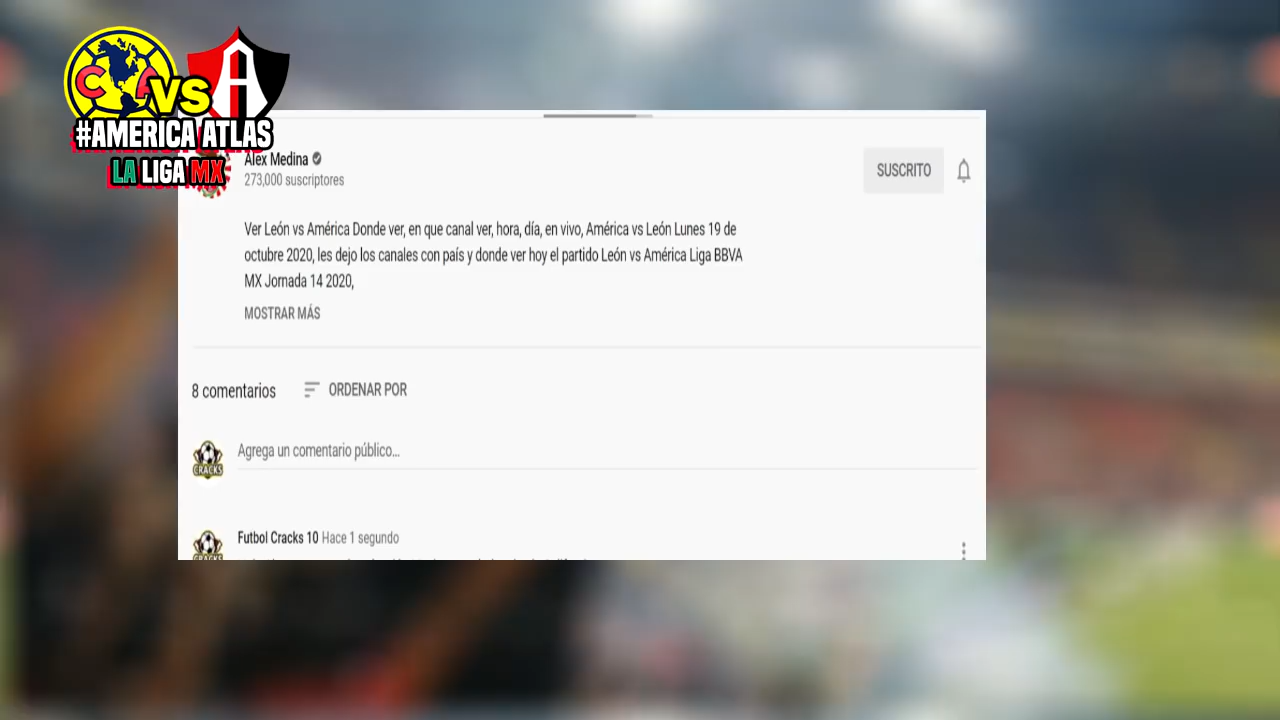 CA
VS
A
#AMERICA ATLAS
LA LIGA MX
Alex Medina
273,000 suscriptores
SUSCRITO
Ver León vs América Donde ver, en que canal ver, hora, día, en vivo, América vs León Lunes 19 de
octubre 2020, les dejo los canales con país y donde ver hoy el partido León vs América Liga BBVA
MX Jornada 14 2020,
MOSTRAR MÁS
8 comentarios
ORDENAR POR
CRACKS
Agrega un comentario público...
CRACKS
Futbol Cracks 10 Hace 1 segundo